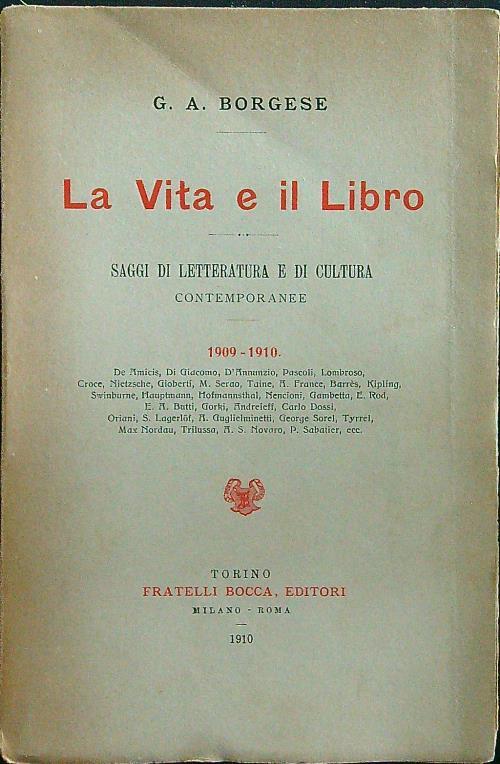 G. A. BORGESE
La Vita e il Libro
SAGGI DI LETTERATURA E DI CULTURA
CONTEMPORANEE
1909-1910.
De Amicis, Di Giacomo, D'Annunzio, Pascoli, Lombroso,
Croce, Nietzsche, Gioberti, M. Serao, Taine, A. France, Barrès, Kipling,
Swinburne, Hauptmann, Hofmannsthal, Nencioni, Gambetta, E. Rod,
E. A. Butti, Gorki, Andreieff, Carlo Dossi,
Oriani, S. Lagerlöf, A. Guglielminetti, George Sorel, Tyrrel,
Max Nordau, Trilussa, A. S. Novaro, P. Sabatier, ecc.
TORINO
FRATELLI BOCCA, EDITORI
MILANO - ROMA
1910